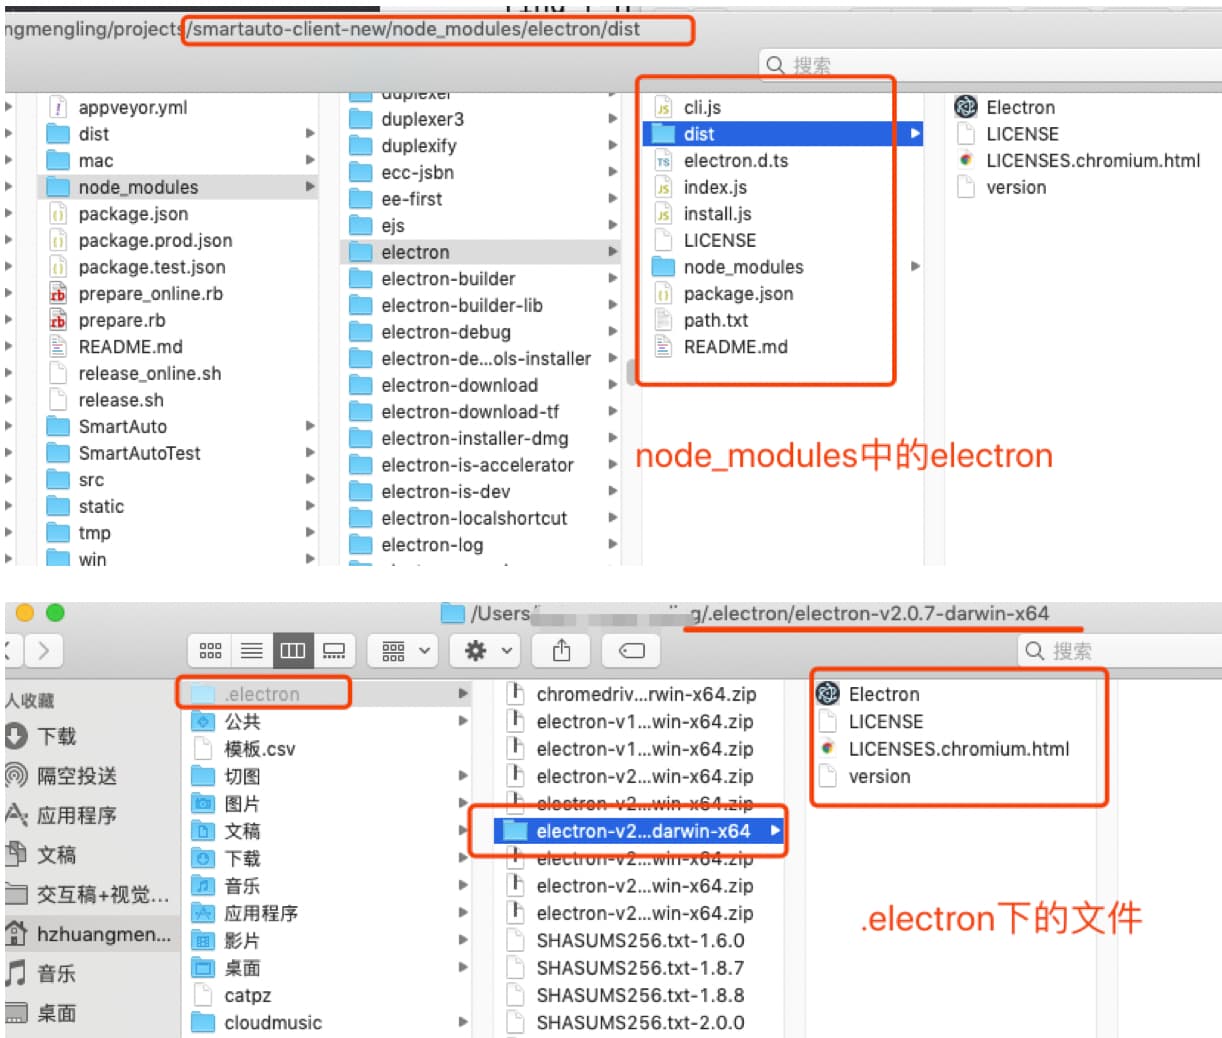 ngmengling/projects/smartauto-client-new/node_modules/electron/dist
搜索
appveyor.yml
dist
mac
node_modules
package.json
package.prod.json
package.test.json
prepare_online.rb
prepare.rb
README.md
release_online.sh
release.sh
SmartAuto
SmartAutoTest
src
static
tmp
win
duplexer
duplexer3
duplexify
ecc-jsbn
ee-first
ejs
electron
electron-builder
electron-builder-lib
electron-debug
electron-de...ols-installer
electron-download
electron-download-tf
electron-installer-dmg
electron-is-accelerator
electron-is-dev
electron-localshortcut
electron-log
cli.js
dist
electron.d.ts
index.js
install.js
LICENSE
node_modules
package.json
path.txt
README.md
Electron
LICENSE
LICENSES.chromium.html
version
node_modules中的electron
/Users g/.electron/electron-v2.0.7-darwin-x64
搜索
人收藏
下载
隔空投送
应用程序
文稿
交互稿+视觉...
hzhuangmen...
音乐
桌面
.electron
公共
模板.csv
切图
图片
文稿
下载
音乐
应用程序
影片
桌面
catpz
cloudmusic
chromedriv...rwin-x64.zip
electron-v1...win-x64.zip
electron-v1...win-x64.zip
electron-v2...win-x64.zip
electron-v2...win-x64.zip
electron-v2...darwin-x64
electron-v2...win-x64.zip
electron-v2...win-x64.zip
electron-v2...win-x64.zip
SHASUMS256.txt-1.6.0
SHASUMS256.txt-1.8.7
SHASUMS256.txt-1.8.8
SHASUMS256.txt-2.0.0
Electron
LICENSE
LICENSES.chromium.html
version
.electron下的文件